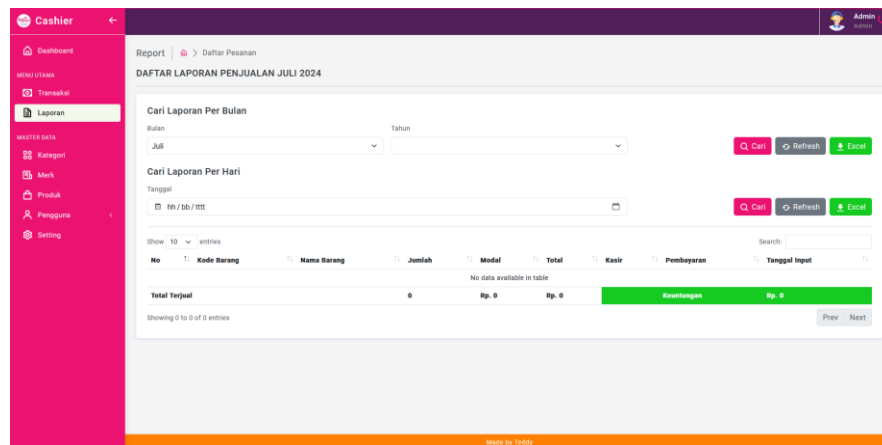 Cashier
Admin
Admin
Dashboard
MENU UTAMA
Transaksi
Laporan
MASTER DATA
Kategori
Merk
Produk
Pengguna
Setting
Report
> Daftar Pesanan
DAFTAR LAPORAN PENJUALAN JULI 2024
Cari Laporan Per Bulan
Bulan Tahun
Juli
Cari Refresh Excel
Cari Laporan Per Hari
Tanggal
hh / bb / tttt
Cari Refresh Excel
Show 10 entries Search:
No Kode Barang Nama Barang Jumlah Modal Total Kasir Pembayaran Tanggal Input
No data available in table
Total Terjual 0 Rp. 0 Rp. 0 Keuntungan Rp. 0
Showing 0 to 0 of 0 entries Prev Next
Made by Teddy